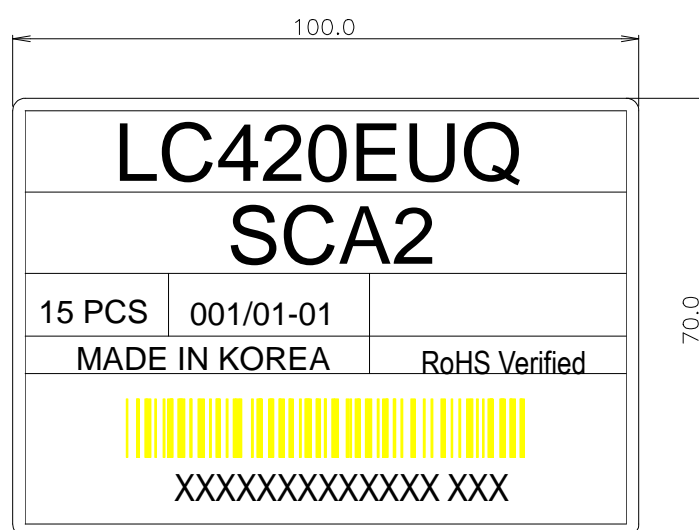 100.0
LC420EUQ
SCA2
15 PCS 001/01-01
MADE IN KOREA RoHS Verified
70.0
XXXXXXXXXXXXX XXX